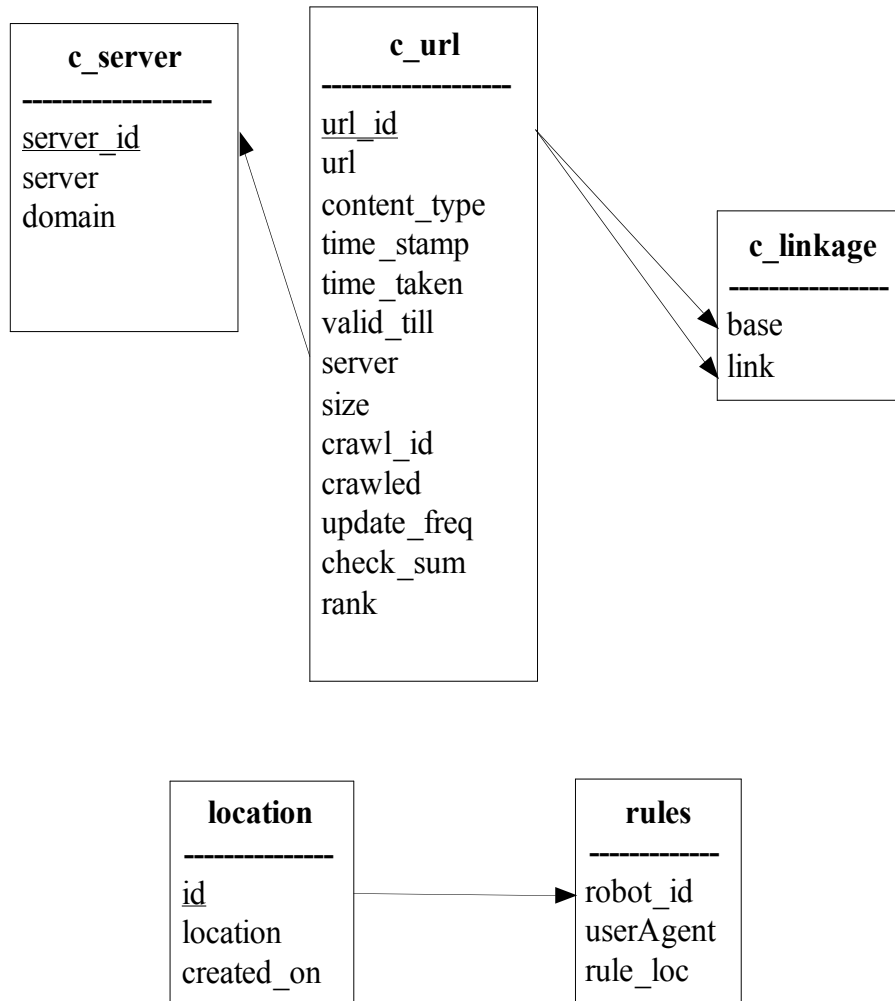 c_server
-------------------
server_id
server
domain
c_url
-------------------
url_id
url
content_type
time_stamp
time_taken
valid_till
server
size
crawl_id
crawled
update_freq
check_sum
rank
c_linkage
----------------
base
link
location
---------------
id
location
created_on
rules
-------------
robot_id
userAgent
rule_loc